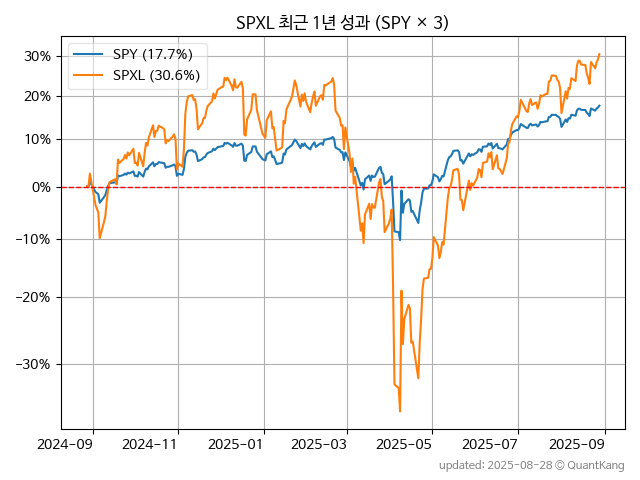 SPXL 최근 1년 성과 (SPY × 3)
SPY (17.7%)
SPXL (30.6%)
30%
20%
10%
0%
−10%
−20%
−30%
2024-09 2024-11 2025-01 2025-03 2025-05 2025-07 2025-09
updated: 2025-08-28 © QuantKang